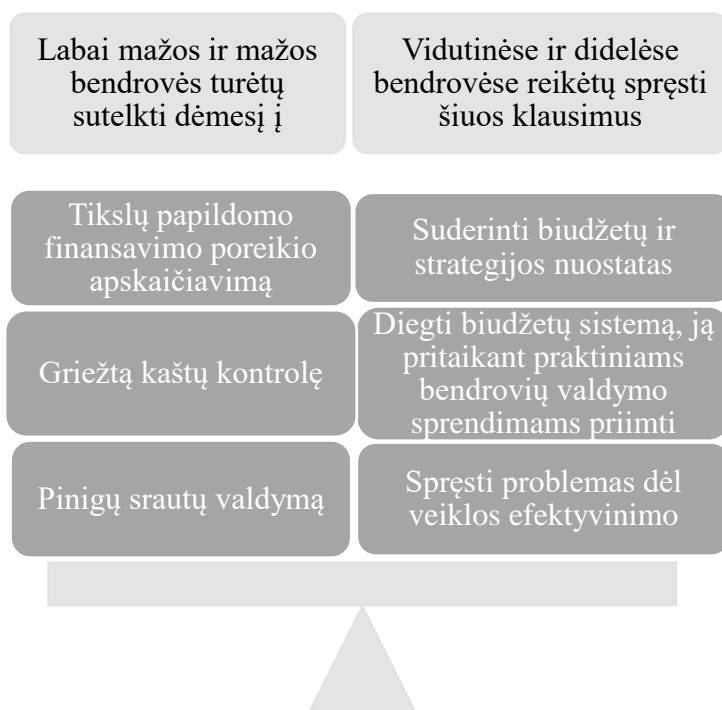 Labai mažos ir mažos
bendrovės turėtų
sutelkti dėmesį į
Vidutinėse ir didelėse
bendrovėse reikėtų spręsti
šiuos klausimus
Tikslų papildomo
finansavimo poreikio
apskaičiavimą
Suderinti biudžetų ir
strategijos nuostatas
Griežtą kaštų kontrolę
Diegti biudžetų sistemą, ją
pritaikant praktiniams
bendrovių valdymo
sprendimams priimti
Pinigų srautų valdymą
Spręsti problemas dėl
veiklos efektyvinimo